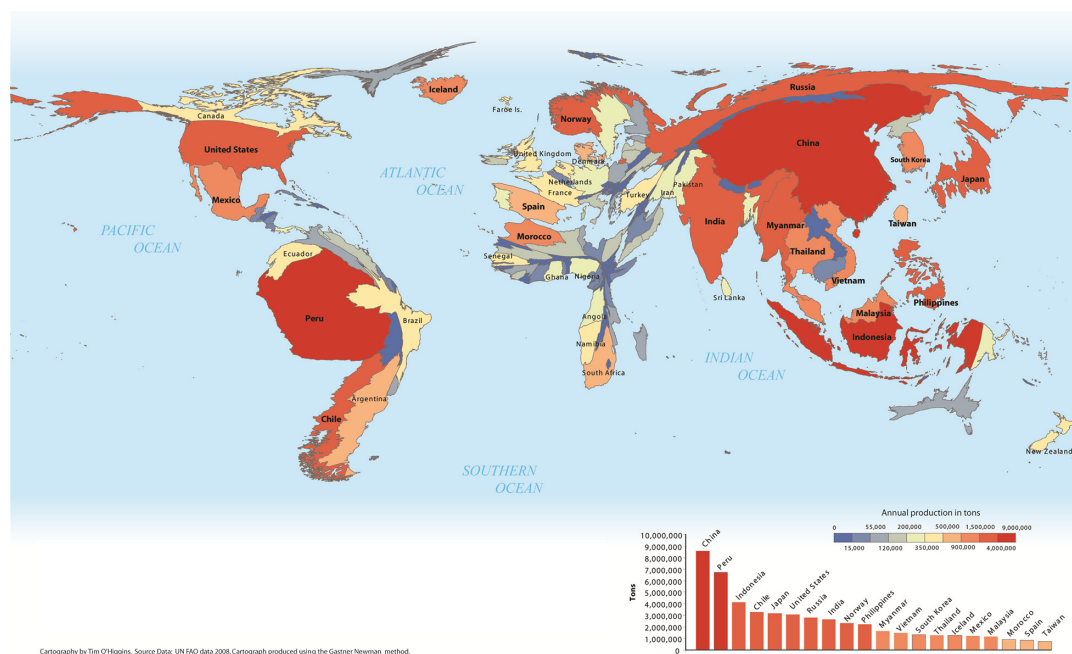 Iceland
Russia
Faroe Is.
Canada
Norway
United States
United Kingdom
Denmark
China
South Korea
Japan
ATLANTIC
OCEAN
Netherlands
France
Turkey
Iran
Pakistan
Mexico
Spain
India
Myanmar
Taiwan
PACIFIC
OCEAN
Morocco
Thailand
Ecuador
Senegal
Ghana
Nigeria
Vietnam
Sri Lanka
Philippines
Peru
Brazil
Angola
Malaysia
Indonesia
Namibia
INDIAN
OCEAN
South Africa
Argentina
Chile
New Zealand
SOUTHERN
OCEAN
Annual production in tons
0 55,000 200,000 500,000 1,500,000 9,000,000
15,000 120,000 350,000 900,000 4,000,000
Tons
10,000,000
9,000,000
8,000,000
7,000,000
6,000,000
5,000,000
4,000,000
3,000,000
2,000,000
1,000,000
0
China
Peru
Indonesia
Chile
Japan
United States
Russia
India
Norway
Philippines
Myanmar
Vietnam
South Korea
Thailand
Iceland
Mexico
Malaysia
Morocco
Spain
Taiwan
Cartography by Tim O'Higgins. Source Data: UN FAO data 2008. Cartograph produced using the Gastner Newman method.